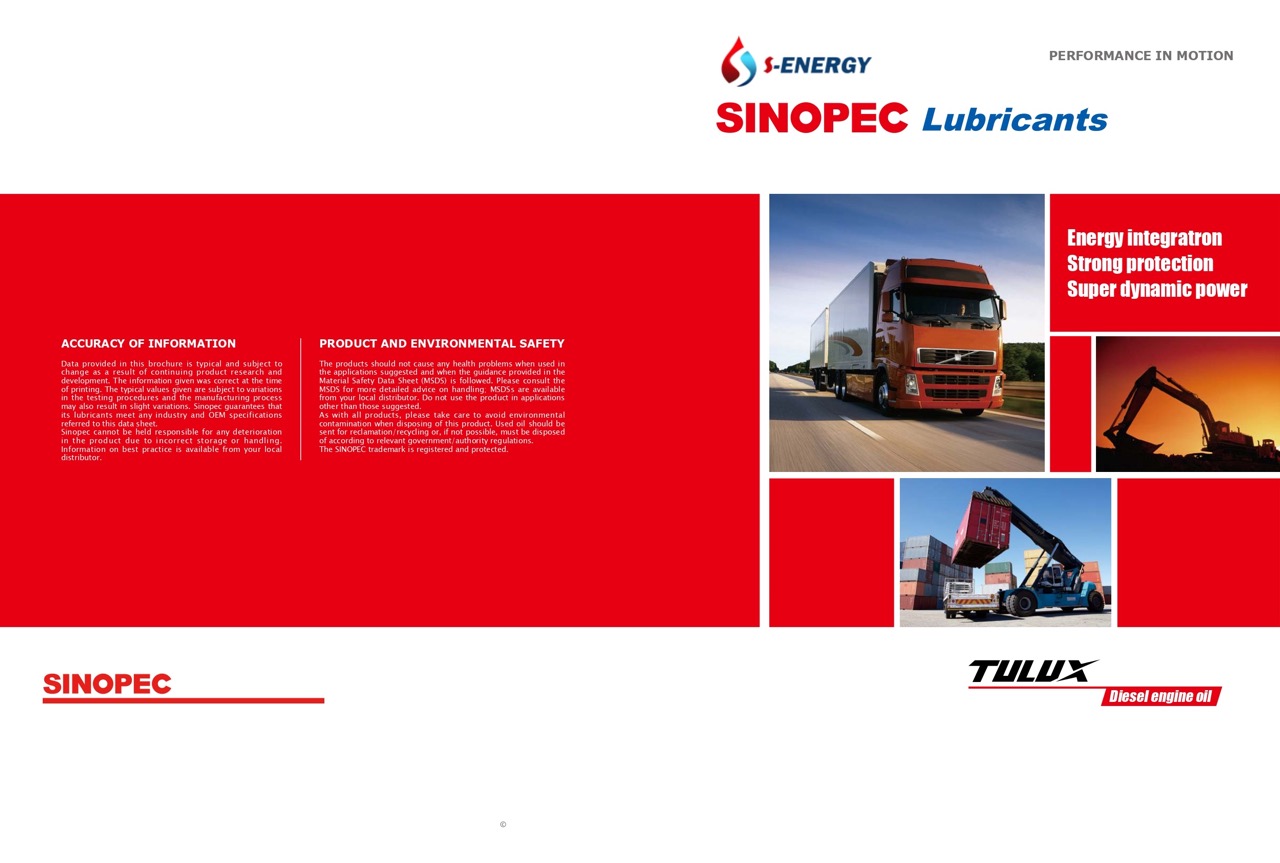 S-ENERGY
PERFORMANCE IN MOTION
SINOPEC Lubricants
Energy integratron
Strong protection
Super dynamic power
ACCURACY OF INFORMATION
Data provided in this brochure is typical and subject to
change as a result of continuing product research and
development. The information given was correct at the time
of printing. The typical values given are subject to variations
in the testing procedures and the manufacturing process
may also result in slight variations. Sinopec guarantees that
its lubricants meet any industry and OEM specifications
referred to this data sheet.
Sinopec cannot be held responsible for any deterioration
in the product due to incorrect storage or handling.
Information on best practice is available from your local
distributor.
PRODUCT AND ENVIRONMENTAL SAFETY
The products should not cause any health problems when used in
the applications suggested and when the guidance provided in the
Material Safety Data Sheet (MSDS) is followed. Please consult the
MSDS for more detailed advice on handling; MSDSs are available
from your local distributor. Do not use the product in applications
other than those suggested.
As with all products, please take care to avoid environmental
contamination when disposing of this product. Used oil should be
sent for reclamation/recycling or, if not possible, must be disposed
of according to relevant government/authority regulations.
The SINOPEC trademark is registered and protected.
SINOPEC
TULUX
Diesel engine oil
©